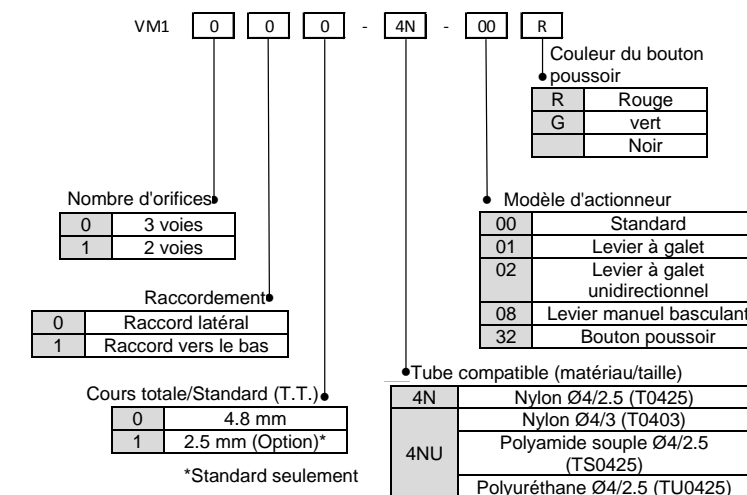 VM1 0 0 0 - 4N - 00 R
Couleur du bouton
poussoir
R Rouge
G vert
Noir
Nombre d'orifices
0 3 voies
1 2 voies
Modèle d'actionneur
00 Standard
01 Levier à galet
02 Levier à galet
unidirectionnel
08 Levier manuel basculant
32 Bouton poussoir
Raccordement
0 Raccord latéral
1 Raccord vers le bas
Cours totale/Standard (T.T.)
0 4.8 mm
1 2.5 mm (Option)*
*Standard seulement
Tube compatible (matériau/taille)
4N Nylon Ø4/2.5 (T0425)
4NU Nylon Ø4/3 (T0403)
Polyamide souple Ø4/2.5
(TS0425)
Polyuréthane Ø4/2.5 (TU0425)